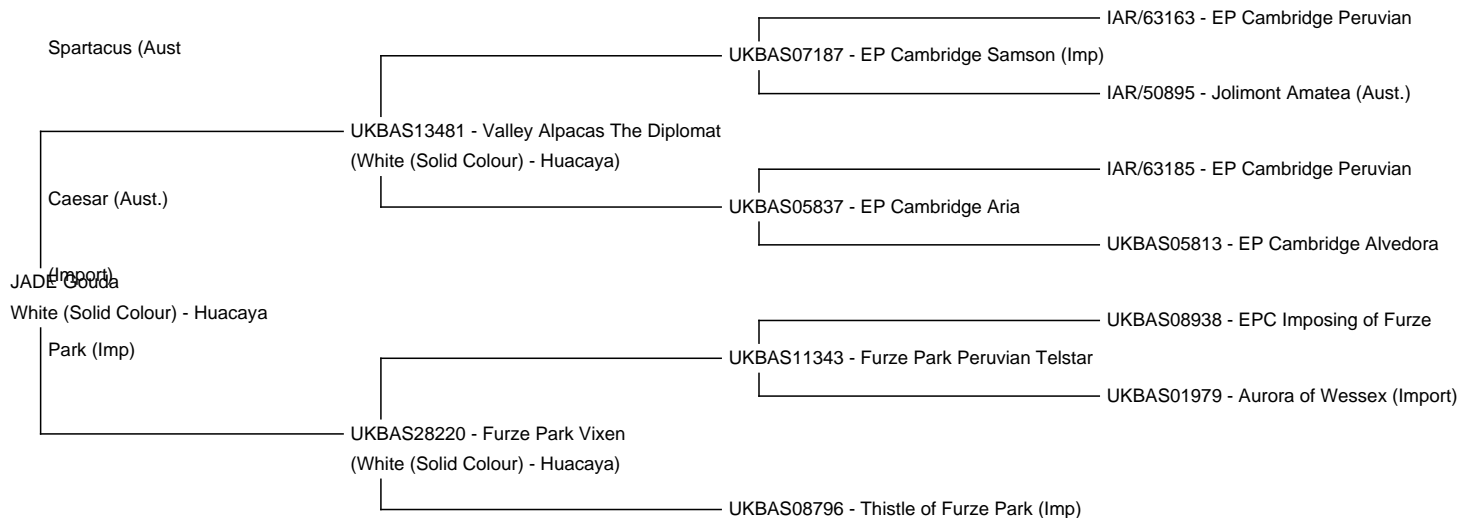 IAR/63163 - EP Cambridge Peruvian
Spartacus (Aust
UKBAS07187 - EP Cambridge Samson (Imp)
IAR/50895 - Jolimont Amatea (Aust.)
UKBAS13481 - Valley Alpacas The Diplomat
(White (Solid Colour) - Huacaya)
IAR/63185 - EP Cambridge Peruvian
Caesar (Aust.)
UKBAS05837 - EP Cambridge Aria
UKBAS05813 - EP Cambridge Alvedora
(Import)
JADE Gouda
White (Solid Colour) - Huacaya
UKBAS08938 - EPC Imposing of Furze
Park (Imp)
UKBAS11343 - Furze Park Peruvian Telstar
UKBAS01979 - Aurora of Wessex (Import)
UKBAS28220 - Furze Park Vixen
(White (Solid Colour) - Huacaya)
UKBAS08796 - Thistle of Furze Park (Imp)